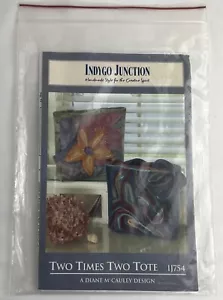 INDYGO JUNCTION
Handmade Style for the Creative Spirit
TWO TIMES TWO TOTE IJ754
A DIANE MCCAULEY DESIGN